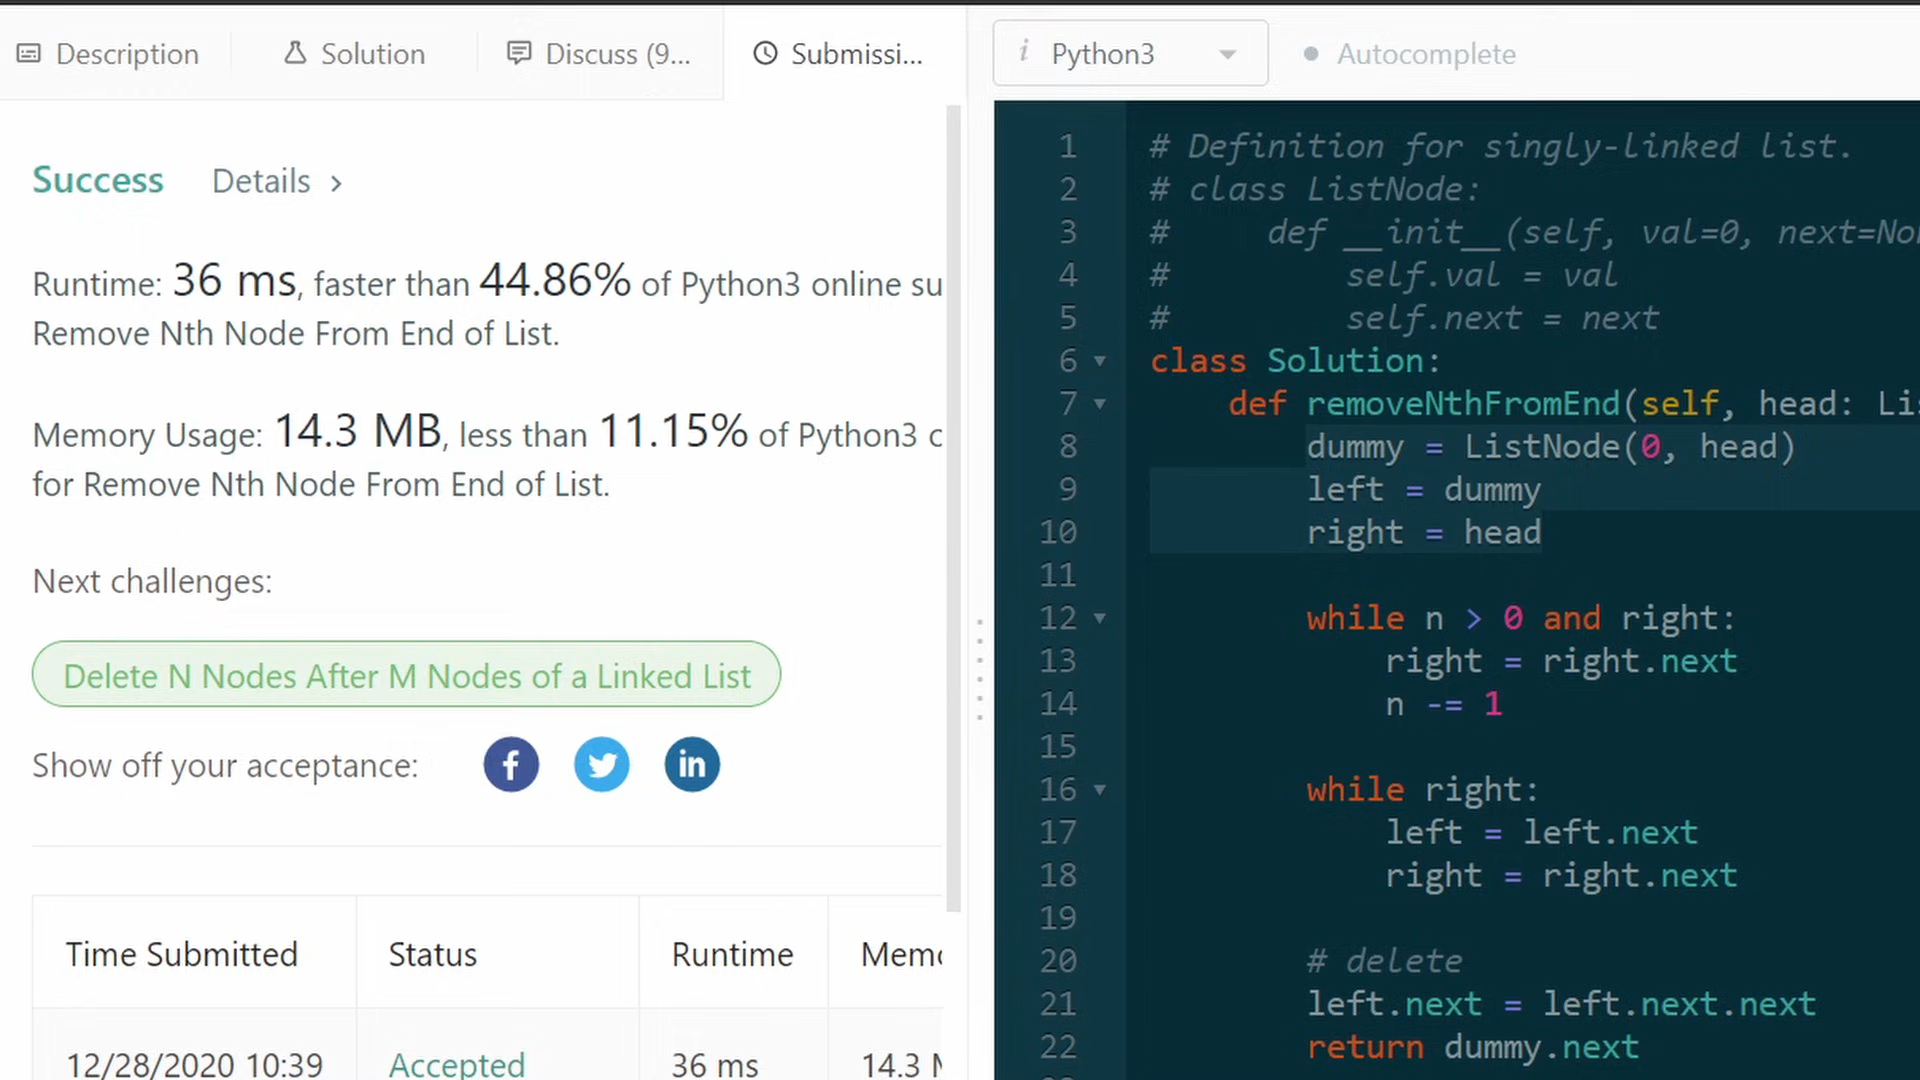 Description
Solution
Discuss (9...
Submissi...
i Python3
Autocomplete
Success Details >
Runtime: 36 ms, faster than 44.86% of Python3 online su
Remove Nth Node From End of List.
Memory Usage: 14.3 MB, less than 11.15% of Python3 o
for Remove Nth Node From End of List.
Next challenges:
Delete N Nodes After M Nodes of a Linked List
Show off your acceptance:
Time Submitted Status Runtime Memo
12/28/2020 10:39 Accepted 36 ms 14.3 M
1 # Definition for singly-linked list.
2 # class ListNode:
3 #     def __init__(self, val=0, next=Non
4 #         self.val = val
5 #         self.next = next
6 class Solution:
7     def removeNthFromEnd(self, head: Lis
8         dummy = ListNode(0, head)
9         left = dummy
10         right = head
11
12         while n > 0 and right:
13             right = right.next
14             n -= 1
15
16         while right:
17             left = left.next
18             right = right.next
19
20         # delete
21         left.next = left.next.next
22         return dummy.next